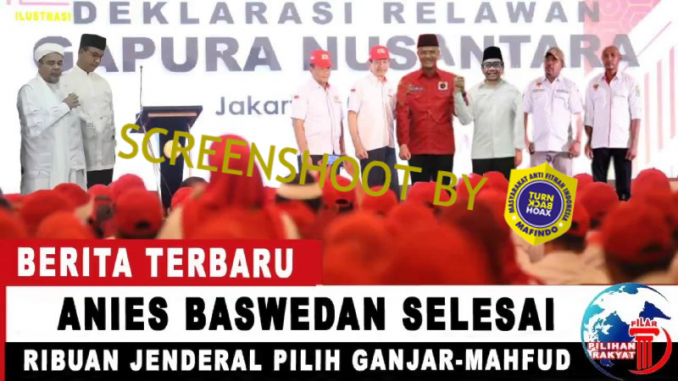 ILUSTRASI
DEKLARASI RELAWAN
GAPURA NUSANTARA
Jakar
SCREENSHOOT BY
MASYARAKAT ANTI FITNAH INDONESIA
TURN
BACK
HOAX
MAFINDO
BERITA TERBARU
ANIES BASWEDAN SELESAI
RIBUAN JENDERAL PILIH GANJAR-MAHFUD
PILAR
PILIHAN
RAKYAT